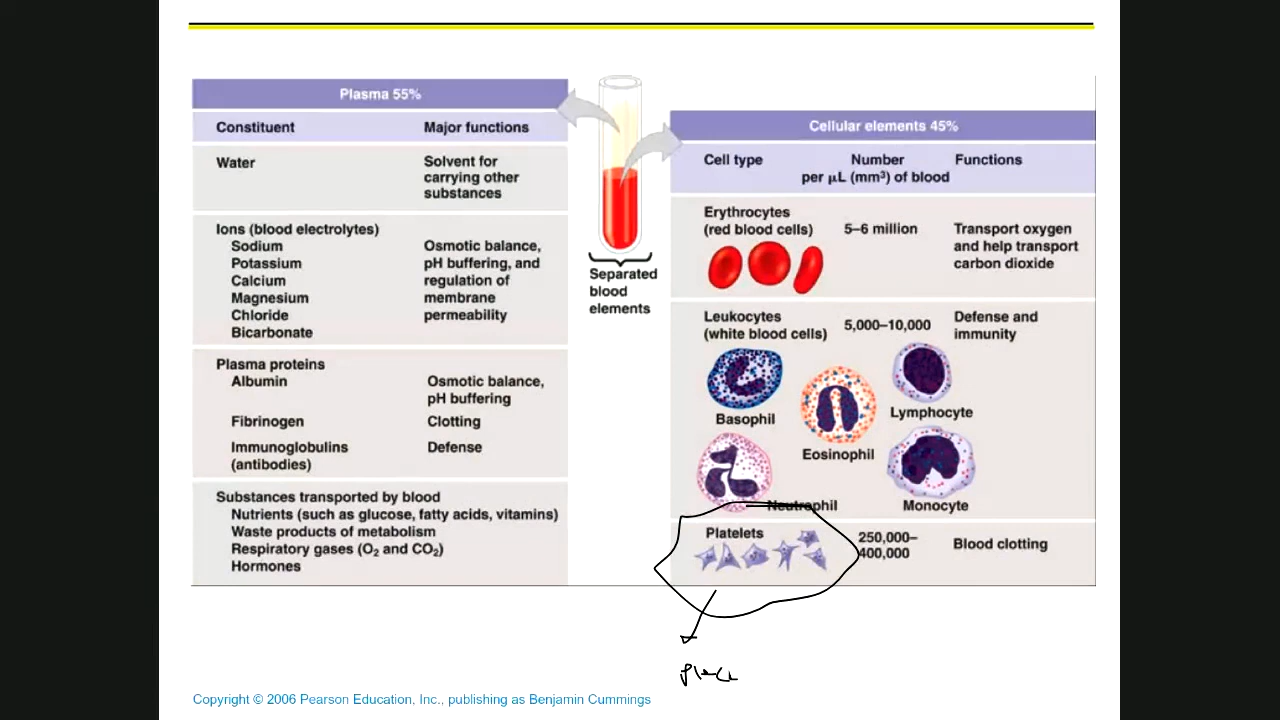 Plasma 55%
Constituent Major functions
Water Solvent for
carrying other
substances
Ions (blood electrolytes)
Sodium Osmotic balance,
Potassium pH buffering, and
Calcium regulation of
Magnesium membrane
Chloride permeability
Bicarbonate
Plasma proteins
Albumin Osmotic balance,
pH buffering
Fibrinogen Clotting
Immunoglobulins Defense
(antibodies)
Substances transported by blood
Nutrients (such as glucose, fatty acids, vitamins)
Waste products of metabolism
Respiratory gases (O₂ and CO₂)
Hormones
Separated
blood
elements
Cellular elements 45%
Cell type Number Functions
per μL (mm³) of blood
Erythrocytes
(red blood cells) 5–6 million Transport oxygen
and help transport
carbon dioxide
Leukocytes Defense and
(white blood cells) 5,000–10,000 immunity
Basophil
Lymphocyte
Eosinophil
Neutrophil
Monocyte
Platelets 250,000–
400,000 Blood clotting
Copyright © 2006 Pearson Education, Inc., publishing as Benjamin Cummings